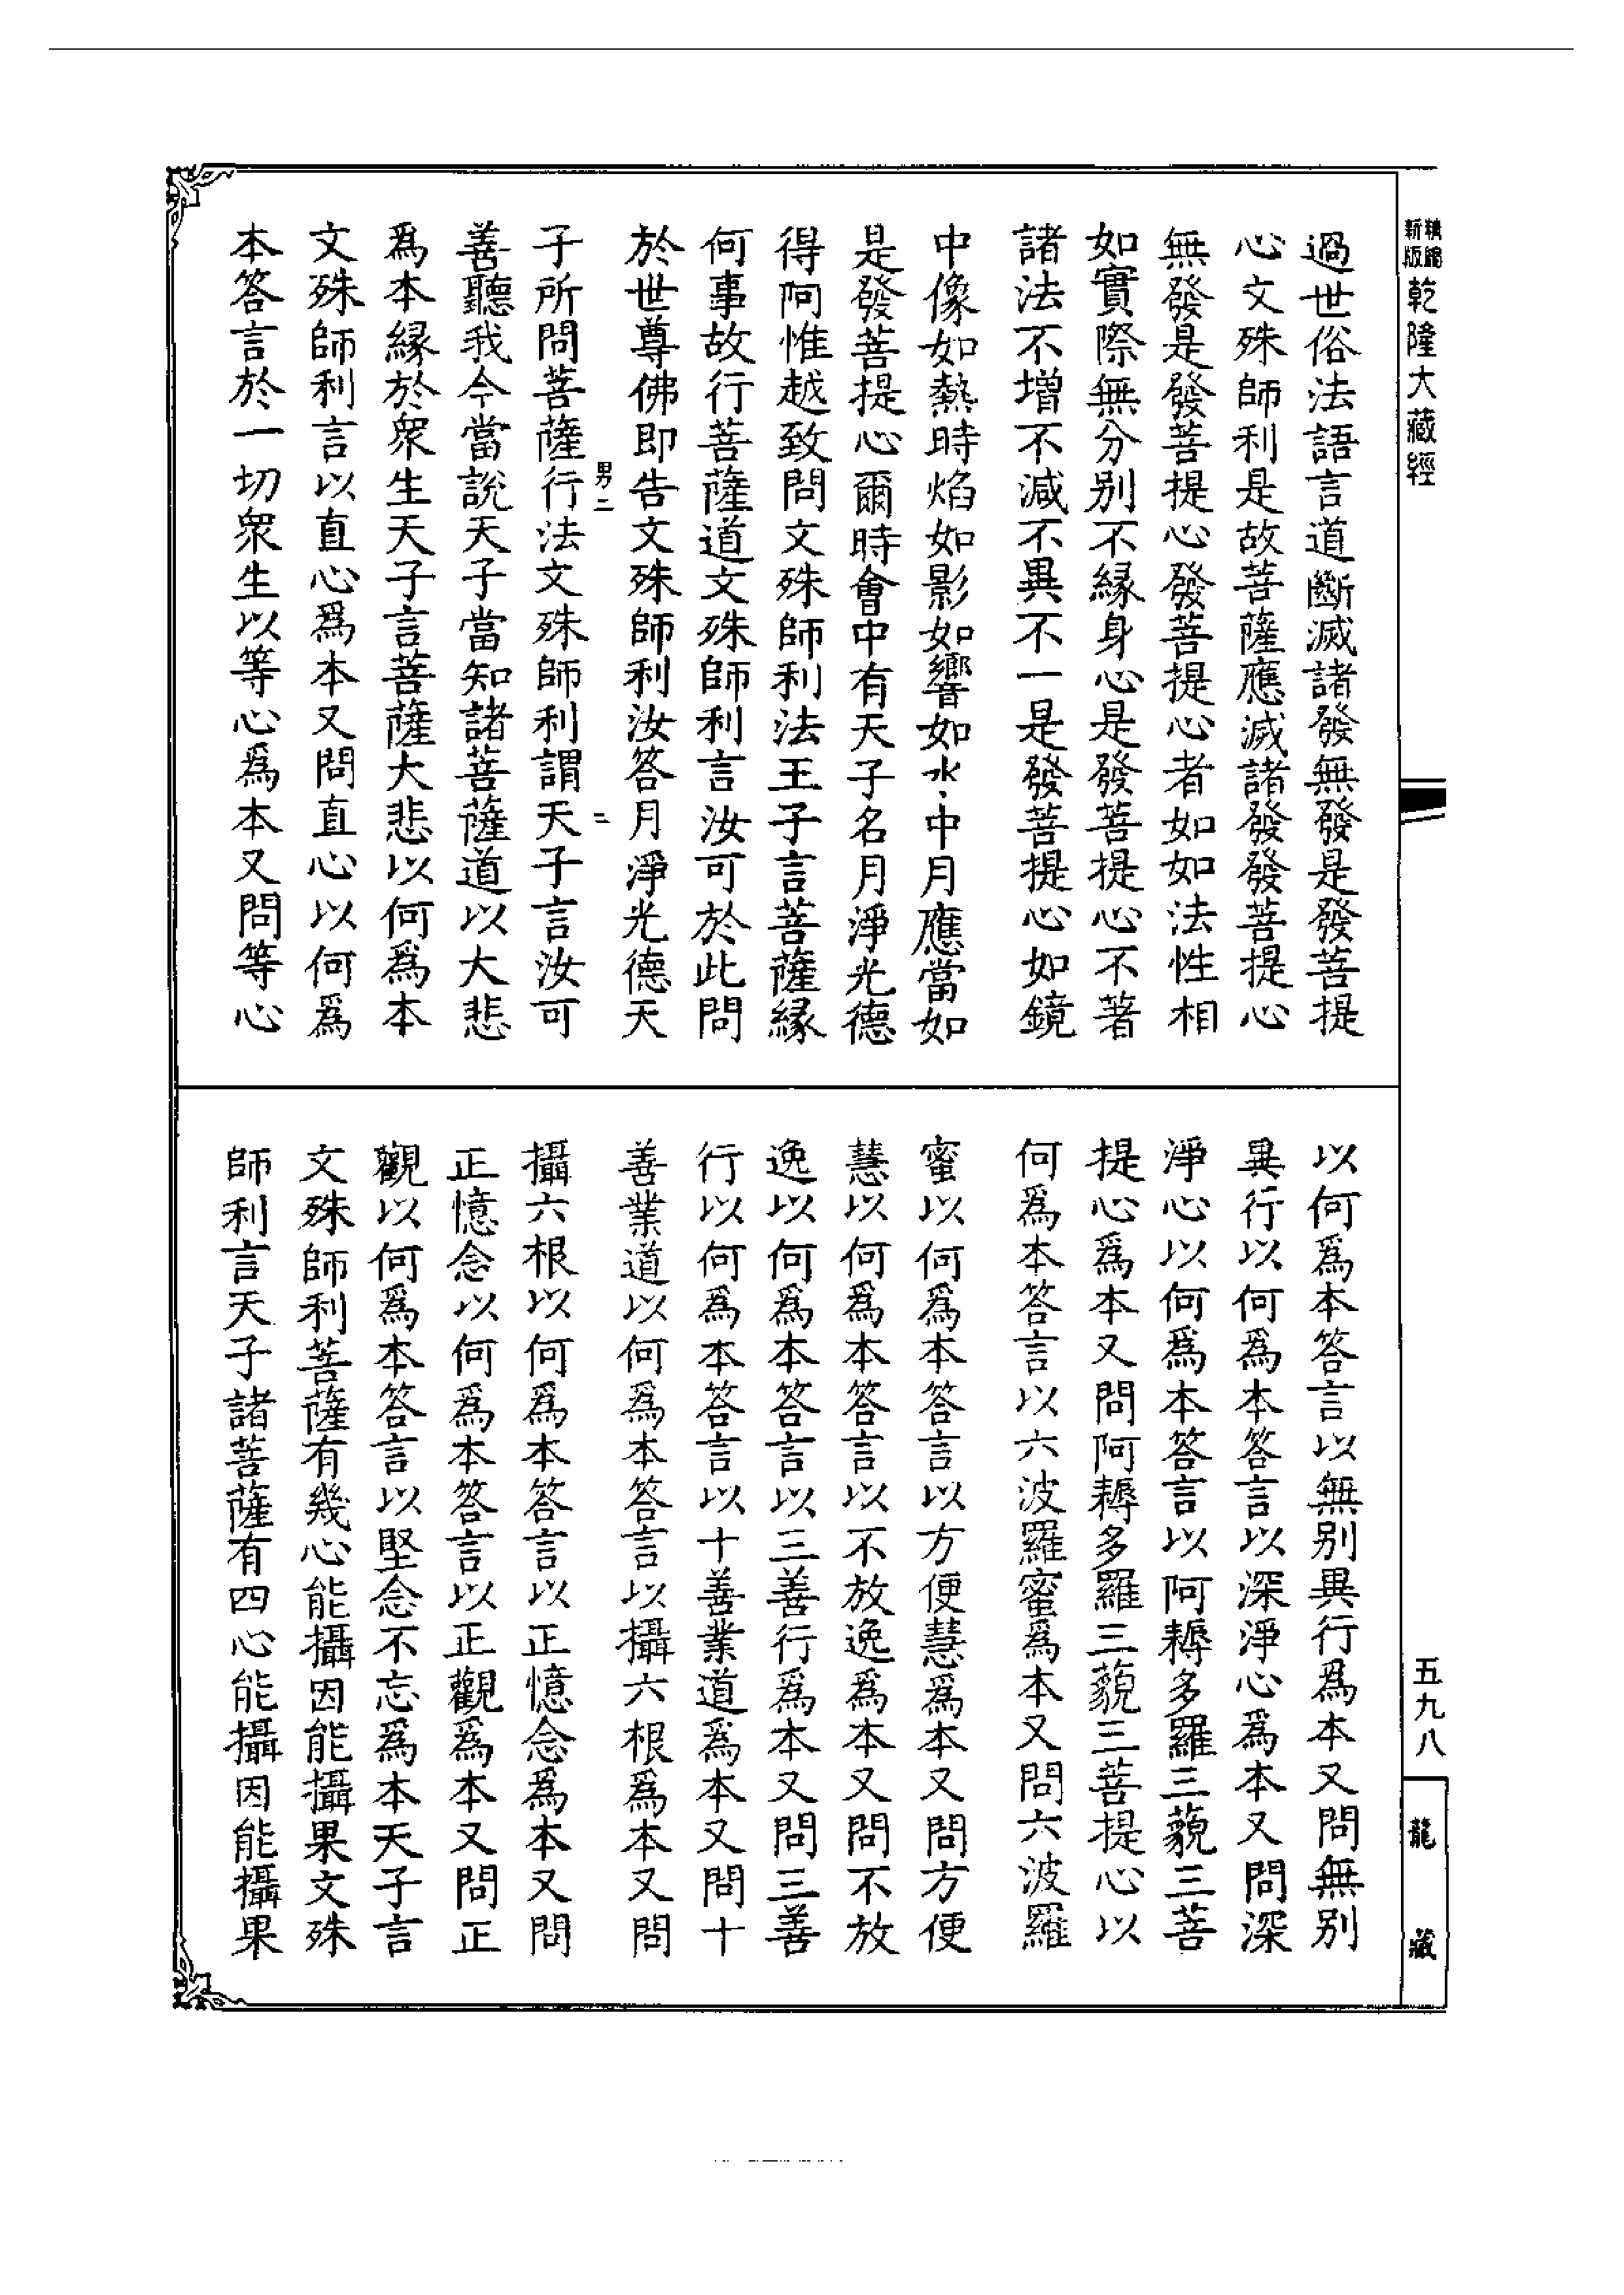 精編
新版
乾隆大藏經
過世俗法語言道斷滅諸發無發是發菩提
心文殊師利是故菩薩應滅諸發發菩提心
無發是發菩提心發菩提心者如如法性相
如實際無分別不緣身心是發菩提心不著
諸法不增不減不異不一是發菩提心如鏡
中像如熱時焰如影如響如水中月應當如
是發菩提心爾時會中有天子名月淨光德
得阿惟越致問文殊師利法王子言菩薩緣
何事故行菩薩道文殊師利言汝可於此問
於世尊佛即告文殊師利汝答月淨光德天
男二
二
子所問菩薩行法文殊師利謂天子言汝可
善聽我今當說天子當知諸菩薩道以大悲
爲本緣於衆生天子言菩薩大悲以何爲本
文殊師利言以直心爲本又問直心以何爲
本答言於一切衆生以等心爲本又問等心
以何爲本答言以無别異行爲本又問無别
異行以何爲本答言以深淨心爲本又問深
淨心以何爲本答言以阿耨多羅三藐三菩
提心爲本又問阿耨多羅三藐三菩提心以
何爲本答言以六波羅蜜爲本又問六波羅
蜜以何爲本答言以方便慧爲本又問方便
慧以何爲本答言以不放逸爲本又問不放
逸以何爲本答言以三善行爲本又問三善
行以何爲本答言以十善業道爲本又問十
善業道以何爲本答言以攝六根爲本又問
攝六根以何爲本答言以正憶念爲本又問
正憶念以何爲本答言以正觀爲本又問正
觀以何爲本答言以堅念不忘爲本天子言
文殊師利菩薩有幾心能攝因能攝果文殊
師利言天子諸菩薩有四心能攝因能攝果
五九八
龍藏